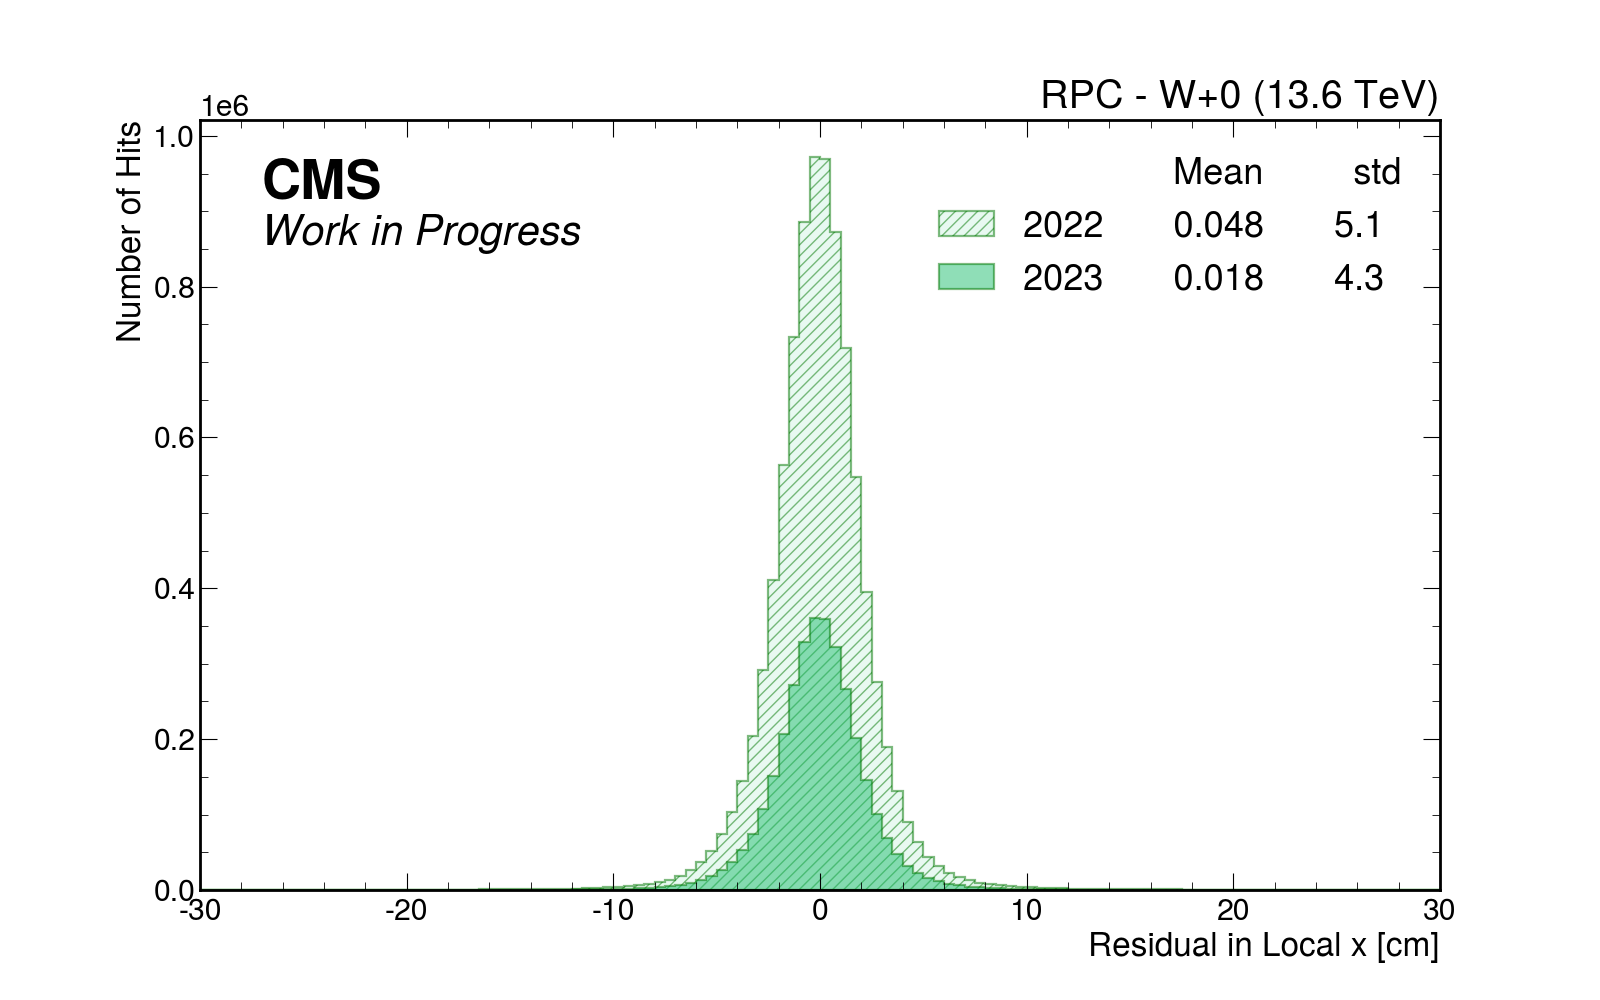 RPC - W+0 (13.6 TeV)
1e6
Number of Hits
1.0
0.8
0.6
0.4
0.2
0.0
CMS
Work in Progress
Mean std
2022 0.048 5.1
2023 0.018 4.3
-30 -20 -10 0 10 20 30
Residual in Local x [cm]